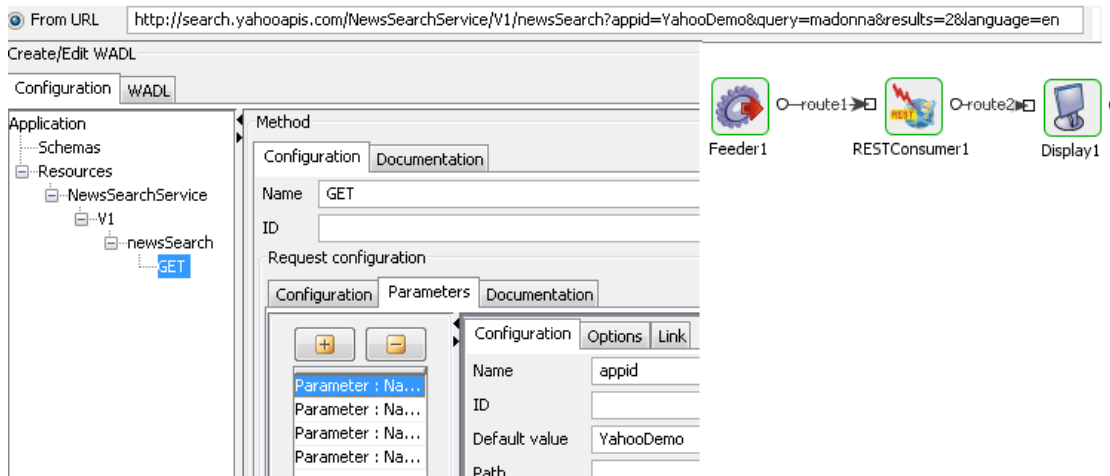 From URL http://search.yahooapis.com/NewsSearchService/V1/newsSearch?appid=YahooDemo&query=madonna&results=2&language=en
Create/Edit WADL
Configuration WADL
Application
Schemas
Resources
NewsSearchService
V1
newsSearch
GET
Method
Configuration Documentation
Name GET
ID
Request configuration
Configuration Parameters Documentation
Parameter : Na...
Parameter : Na...
Parameter : Na...
Parameter : Na...
Configuration Options Link
Name appid
ID
Default value YahooDemo
Path
route1 route2
REST
Feeder1 RESTConsumer1 Display1